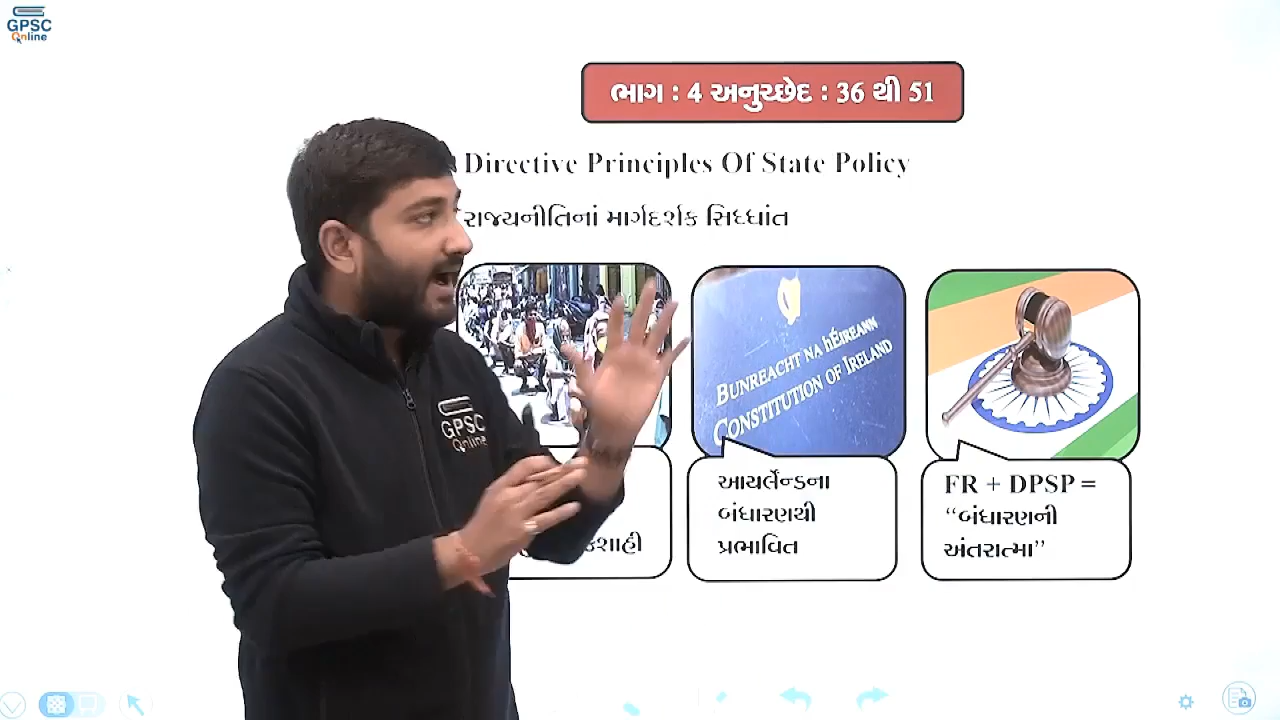 GPSC
Online
ભાગ : 4 અનુચ્છેદ : 36 થી 51
Directive Principles Of State Policy
રાજ્યનીતિનાં માર્ગદર્શક સિધ્ધાંત
BUNREACHT NA hÉIREANN
CONSTITUTION OF IRELAND
GPSC
Online
આયર્લેન્ડના
બંધારણથી
પ્રભાવિત
FR + DPSP =
“બંધારણની
અંતરાત્મા”